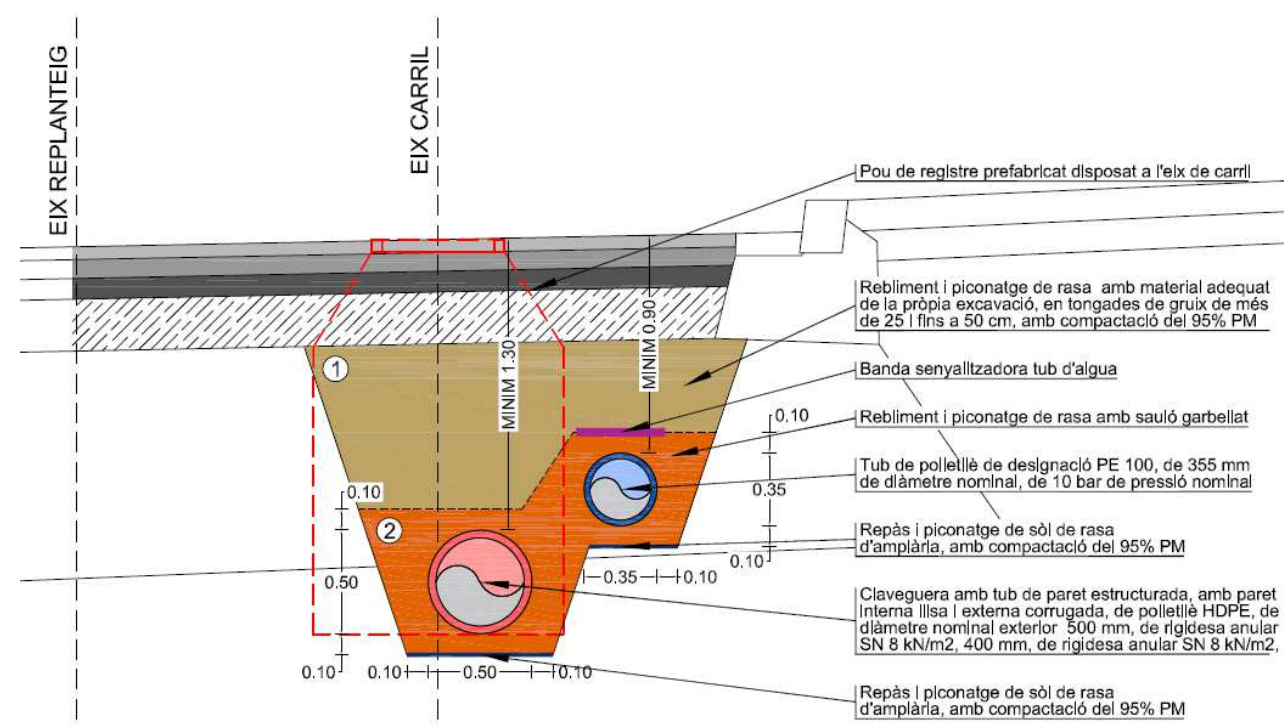 EIX REPLANTEIG
EIX CARRIL
Pou de registre prefabricat disposat a l'eix de carril
Rebliment i piconatge de rasa amb material adequat
de la pròpia excavació, en tongades de gruix de més
de 25 i fins a 50 cm, amb compactació del 95% PM
Banda senyalitzadora tub d'aigua
Rebliment i piconatge de rasa amb sauló garbellat
Tub de polietilè de designació PE 100, de 355 mm
de diàmetre nominal, de 10 bar de pressió nominal
Repàs i piconatge de sòl de rasa
d'amplària, amb compactació del 95% PM
Claveguera amb tub de paret estructurada, amb paret
interna llisa i externa corrugada, de polietilè HDPE, de
diàmetre nominal exterior 500 mm, de rigidesa anular
SN 8 kN/m2, 400 mm, de rigidesa anular SN 8 kN/m2,
Repàs i piconatge de sòl de rasa
d'amplària, amb compactació del 95% PM
1
2
MINIM 1.30
MINIM 0.90
0.10
0.35
0.10
0.35
0.10
0.10
0.50
0.10
0.10
0.50
0.10